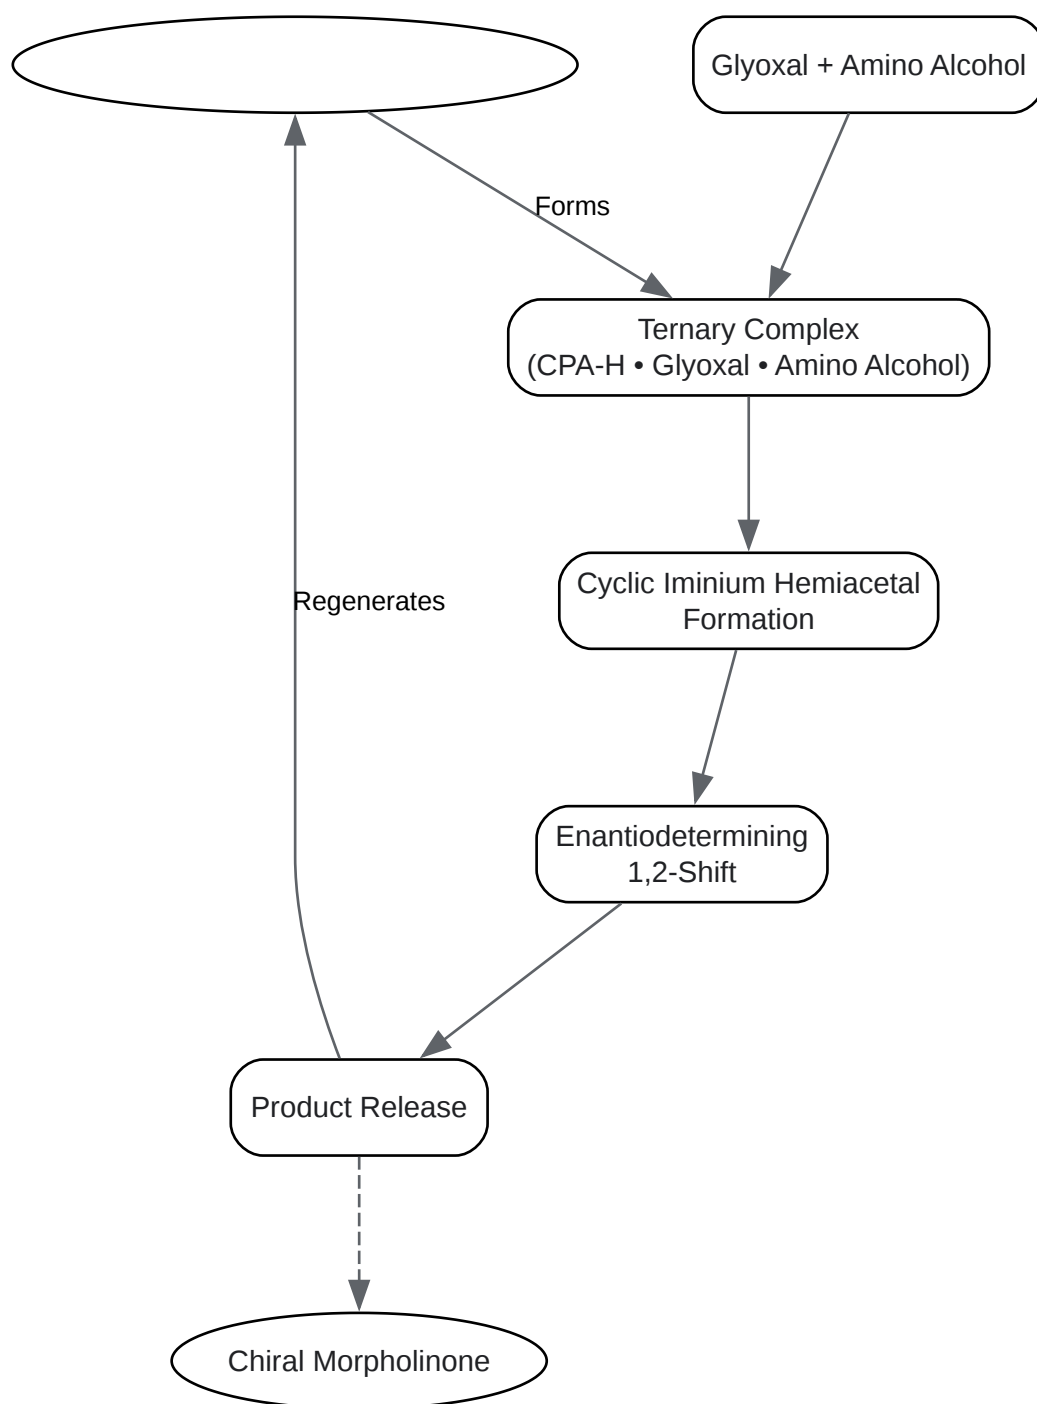 Glyoxal + Amino Alcohol
Forms
Ternary Complex
(CPA-H • Glyoxal • Amino Alcohol)
Cyclic Iminium Hemiacetal
Formation
Regenerates
Enantiodetermining
1,2-Shift
Product Release
Chiral Morpholinone